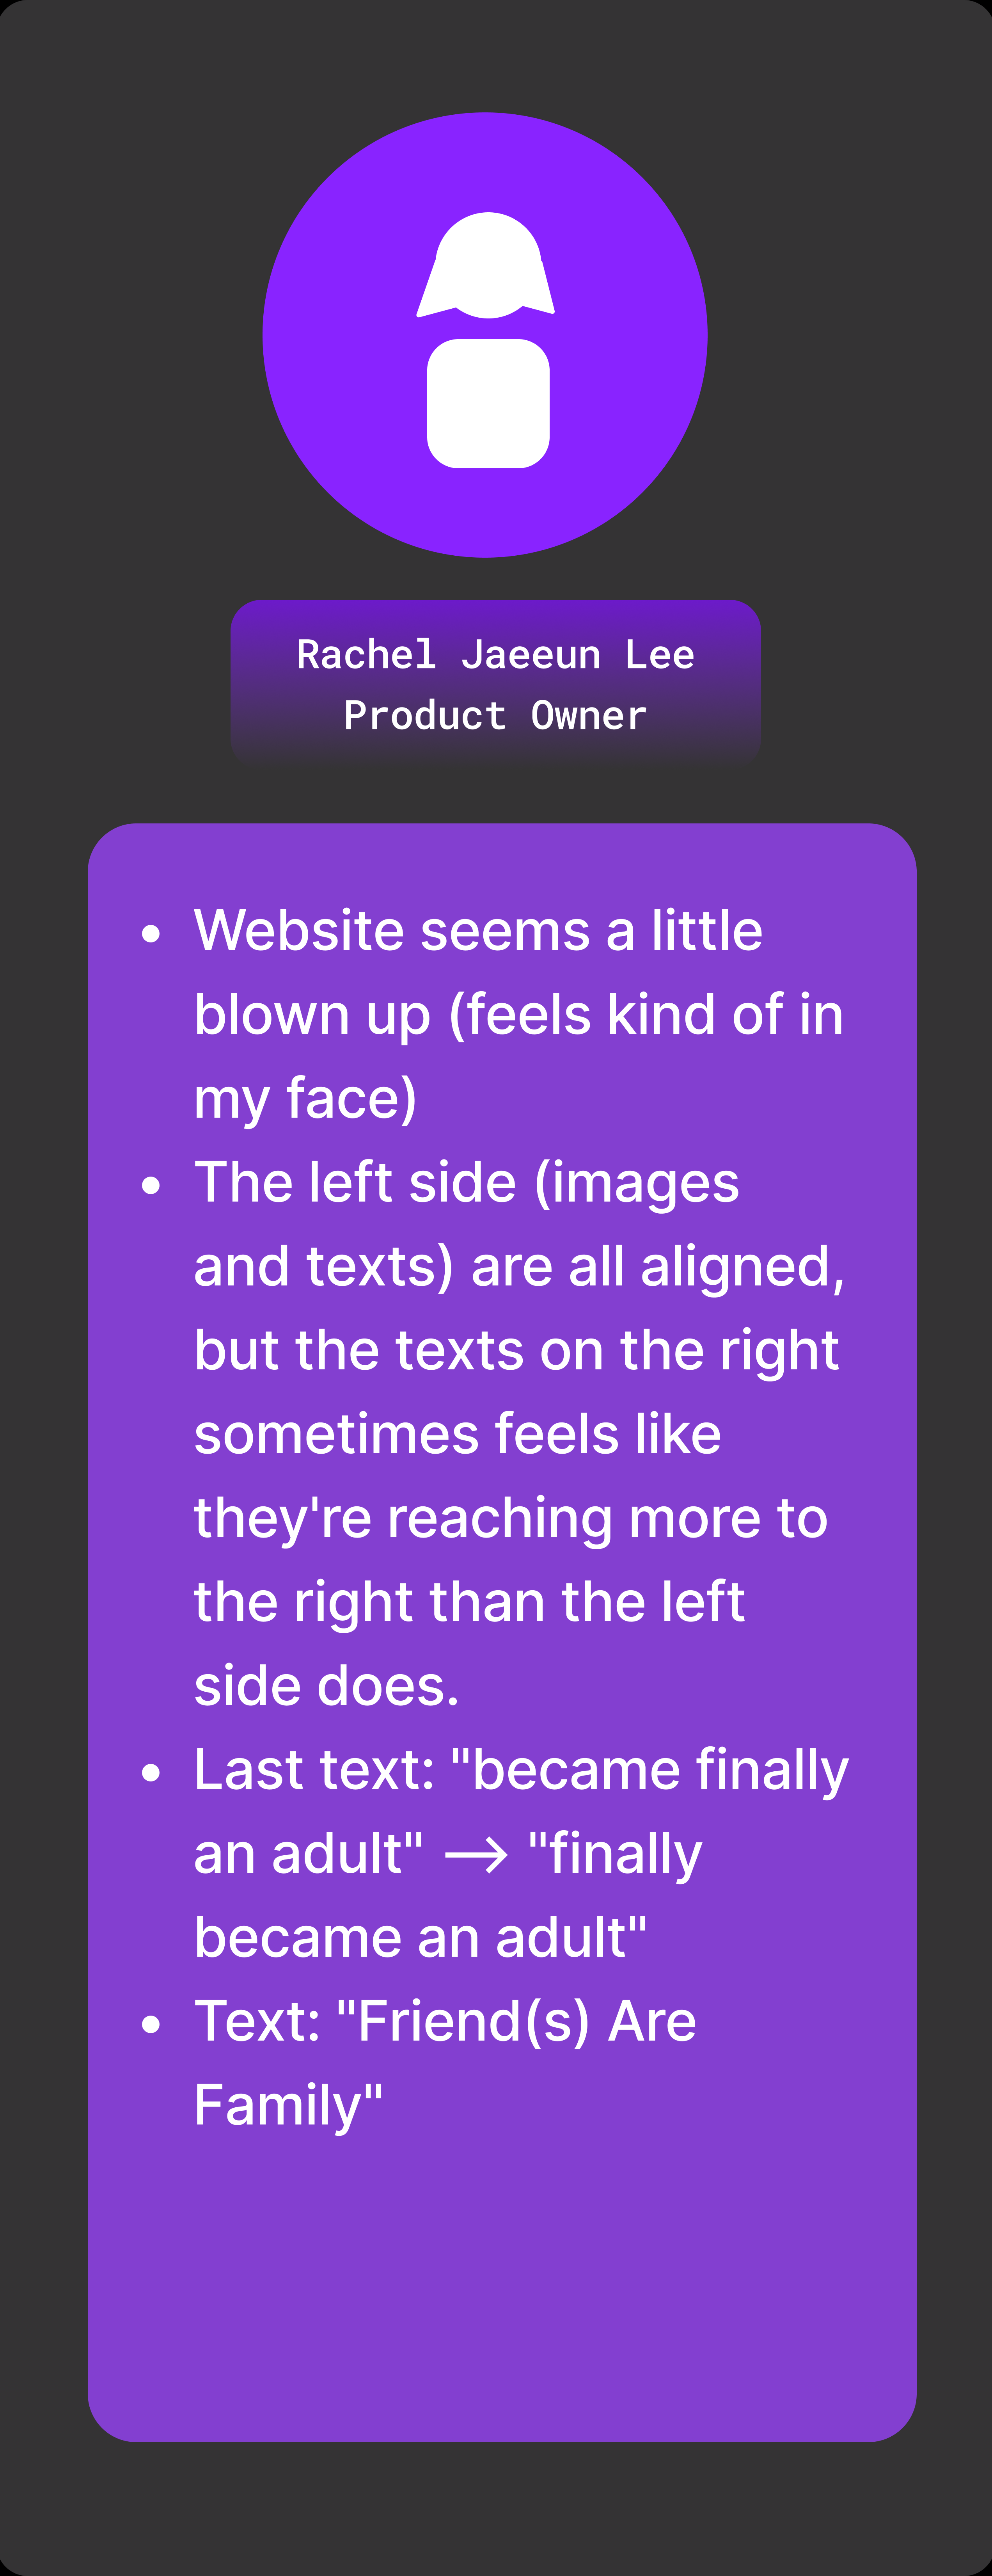 Rachel Jaeeun Lee
Product Owner
• Website seems a little
blown up (feels kind of in
my face)
• The left side (images
and texts) are all aligned,
but the texts on the right
sometimes feels like
they're reaching more to
the right than the left
side does.
• Last text: "became finally
an adult" → "finally
became an adult"
• Text: "Friend(s) Are
Family"